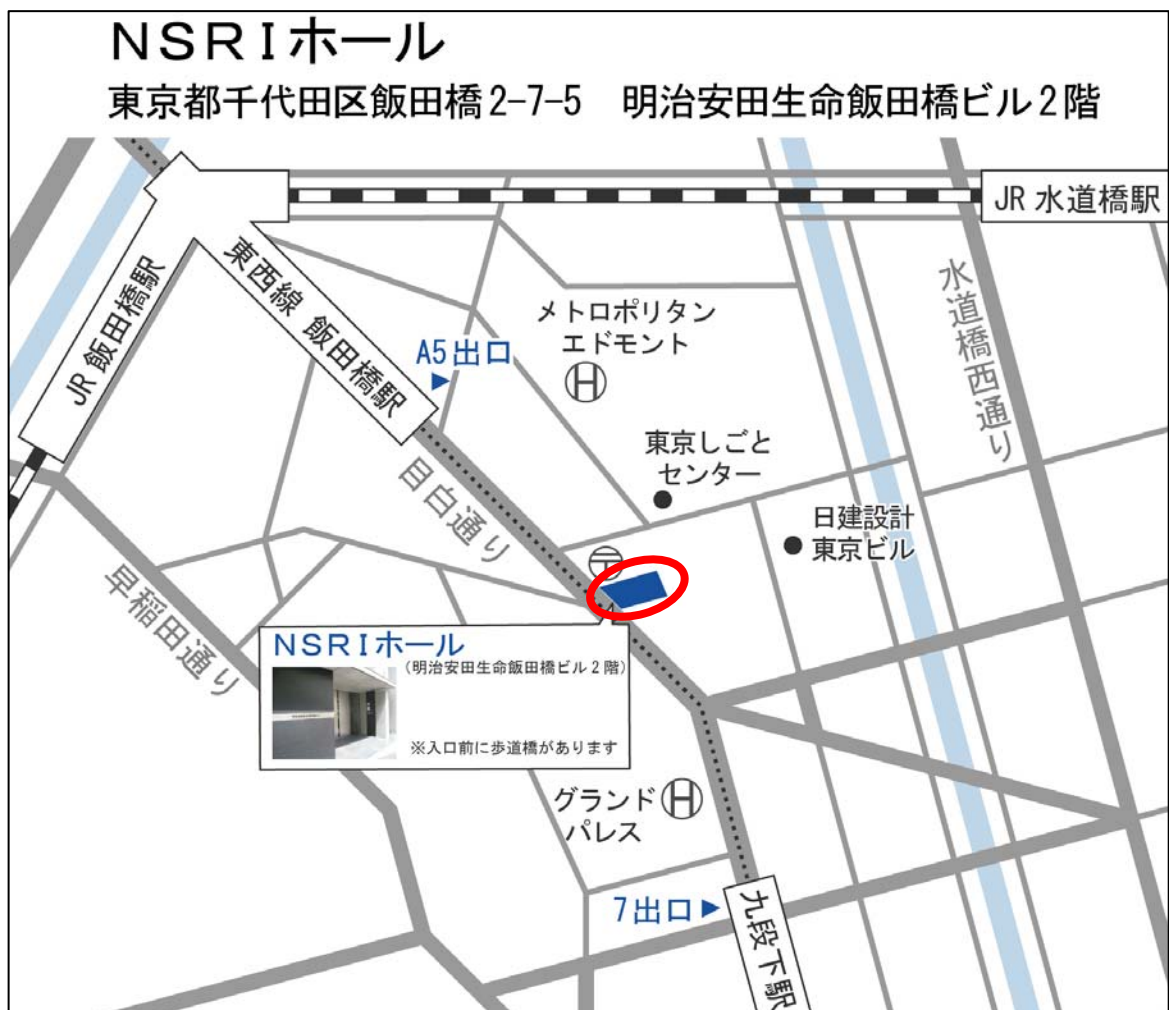 NSRIホール
東京都千代田区飯田橋2-7-5 明治安田生命飯田橋ビル2階
JR 水道橋駅
JR 飯田橋駅
東西線 飯田橋駅
水道橋西通り
メトロポリタン
エドモント
H
A5出口
東京しごと
センター
目白通り
日建設計
東京ビル
〒
早稲田通り
NSRIホール
(明治安田生命飯田橋ビル2階)
※入口前に歩道橋があります
グランド
パレス
H
7出口
九段下駅